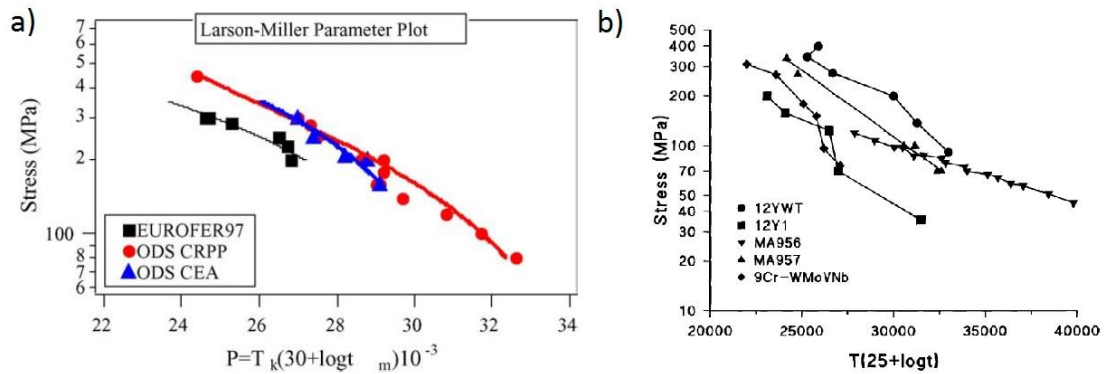 a)
Larson-Miller Parameter Plot
Stress (MPa)
7
6
5
4
3
2
100
8
7
6
EUROFER97
ODS CRPP
ODS CEA
22 24 26 28 30 32 34
P=T k(30+logt m)10⁻³
b)
Stress (MPa)
500
400
300
200
100
70
50
40
30
20
10
12YWT
12Y1
MA956
MA957
9Cr-WMoVNb
20000 25000 30000 35000 40000
T(25+logt)